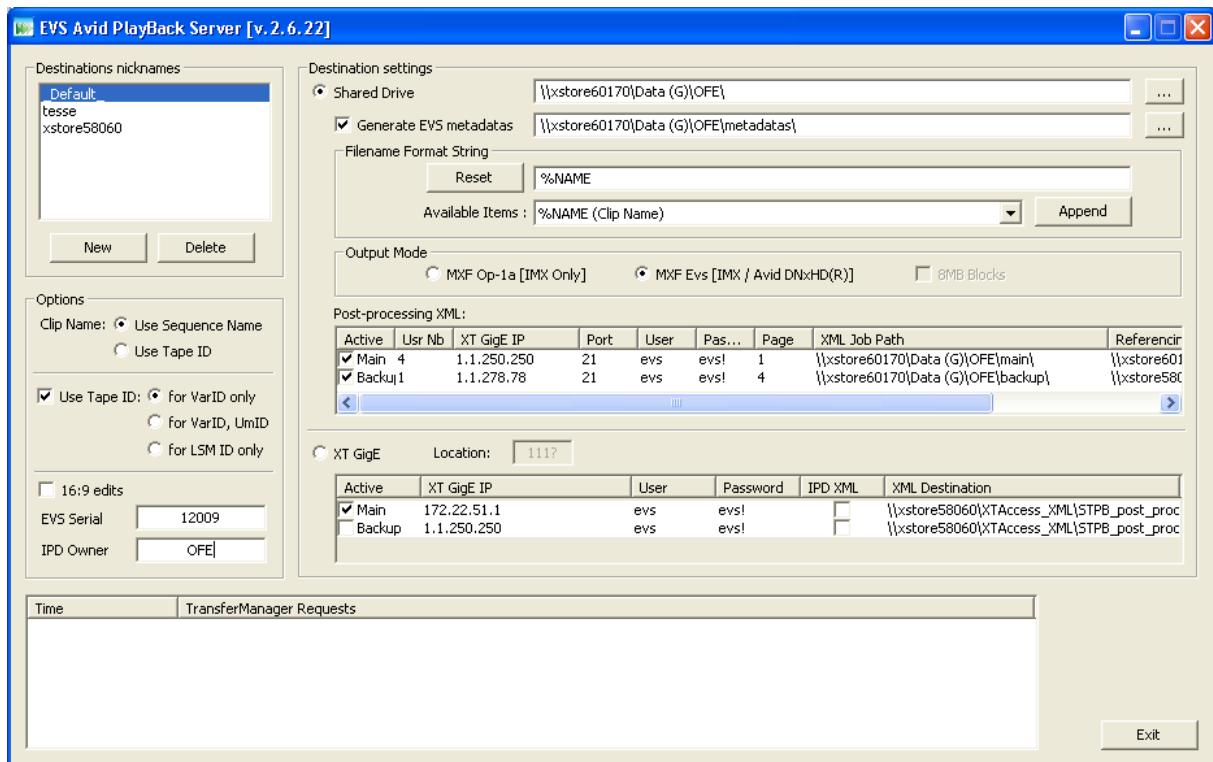 EVS Avid PlayBack Server [v.2.6.22]
Destinations nicknames
_Default_
tesse
xstore58060
New Delete
Options
Clip Name: Use Sequence Name
Use Tape ID
Use Tape ID: for VarID only
for VarID, UmID
for LSM ID only
16:9 edits
EVS Serial 12009
IPD Owner OFE
Destination settings
Shared Drive \\xstore60170\Data (G)\OFE\ ...
Generate EVS metadatas \\xstore60170\Data (G)\OFE\metadatas\ ...
Filename Format String
Reset %NAME
Available Items : %NAME (Clip Name) Append
Output Mode
MXF Op-1a [IMX Only] MXF Evs [IMX / Avid DNxHD(R)] 8MB Blocks
Post-processing XML:
Active Usr Nb XT GigE IP Port User Pas... Page XML Job Path Referencin
Main 4 1.1.250.250 21 evs evs! 1 \\xstore60170\Data (G)\OFE\main\ \\xstore601
Backup 1 1.1.278.78 21 evs evs! 4 \\xstore60170\Data (G)\OFE\backup\ \\xstore580
XT GigE Location: 111?
Active XT GigE IP User Password IPD XML XML Destination
Main 172.22.51.1 evs evs! \\xstore58060\XTAccess_XML\STPB_post_proc
Backup 1.1.250.250 evs evs! \\xstore58060\XTAccess_XML\STPB_post_proc
Time TransferManager Requests
Exit